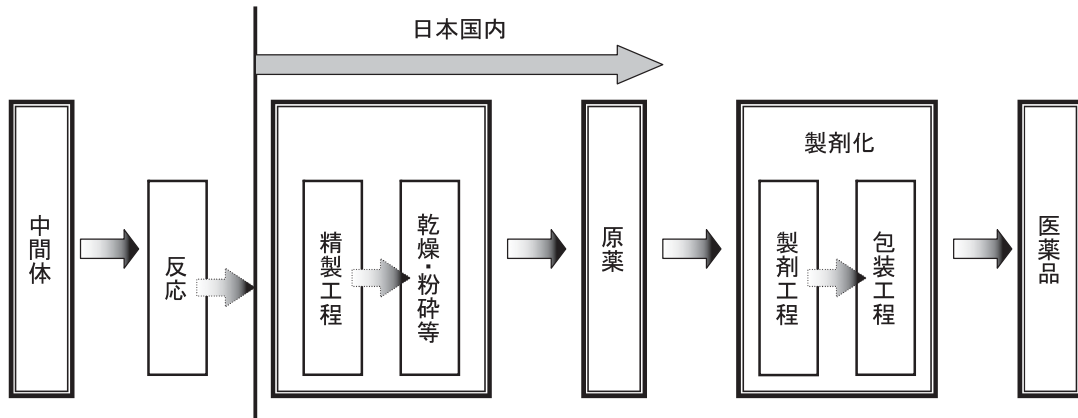 日本国内
中間体
反応
精製工程
乾燥・粉砕等
原薬
製剤化
製剤工程
包装工程
医薬品